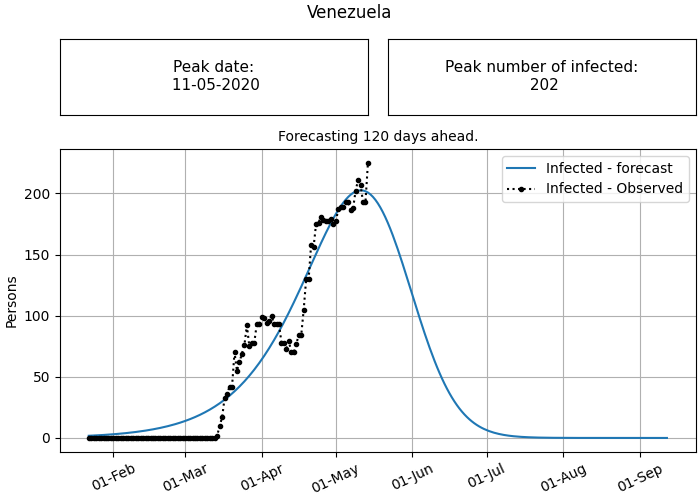 Venezuela
Peak date:
11-05-2020
Peak number of infected:
202
Forecasting 120 days ahead.
Infected - forecast
Infected - Observed
Persons
200
150
100
50
0
01-Feb
01-Mar
01-Apr
01-May
01-Jun
01-Jul
01-Aug
01-Sep